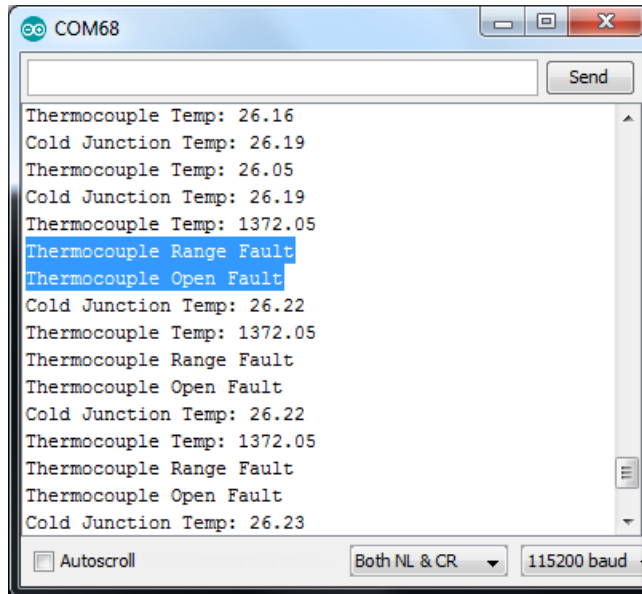 COM68
Send
Thermocouple Temp: 26.16
Cold Junction Temp: 26.19
Thermocouple Temp: 26.05
Cold Junction Temp: 26.19
Thermocouple Temp: 1372.05
Thermocouple Range Fault
Thermocouple Open Fault
Cold Junction Temp: 26.22
Thermocouple Temp: 1372.05
Thermocouple Range Fault
Thermocouple Open Fault
Cold Junction Temp: 26.22
Thermocouple Temp: 1372.05
Thermocouple Range Fault
Thermocouple Open Fault
Cold Junction Temp: 26.23
Autoscroll Both NL & CR 115200 baud